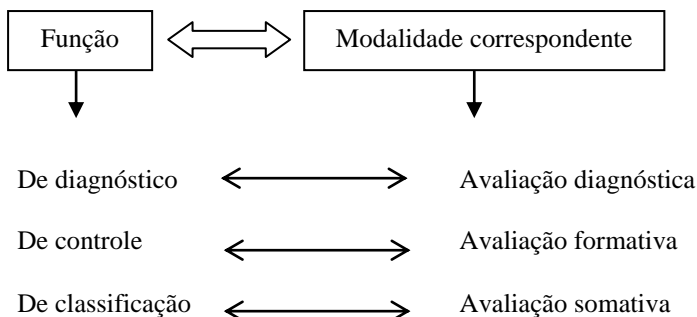 Função Modalidade correspondente
De diagnóstico Avaliação diagnóstica
De controle Avaliação formativa
De classificação Avaliação somativa